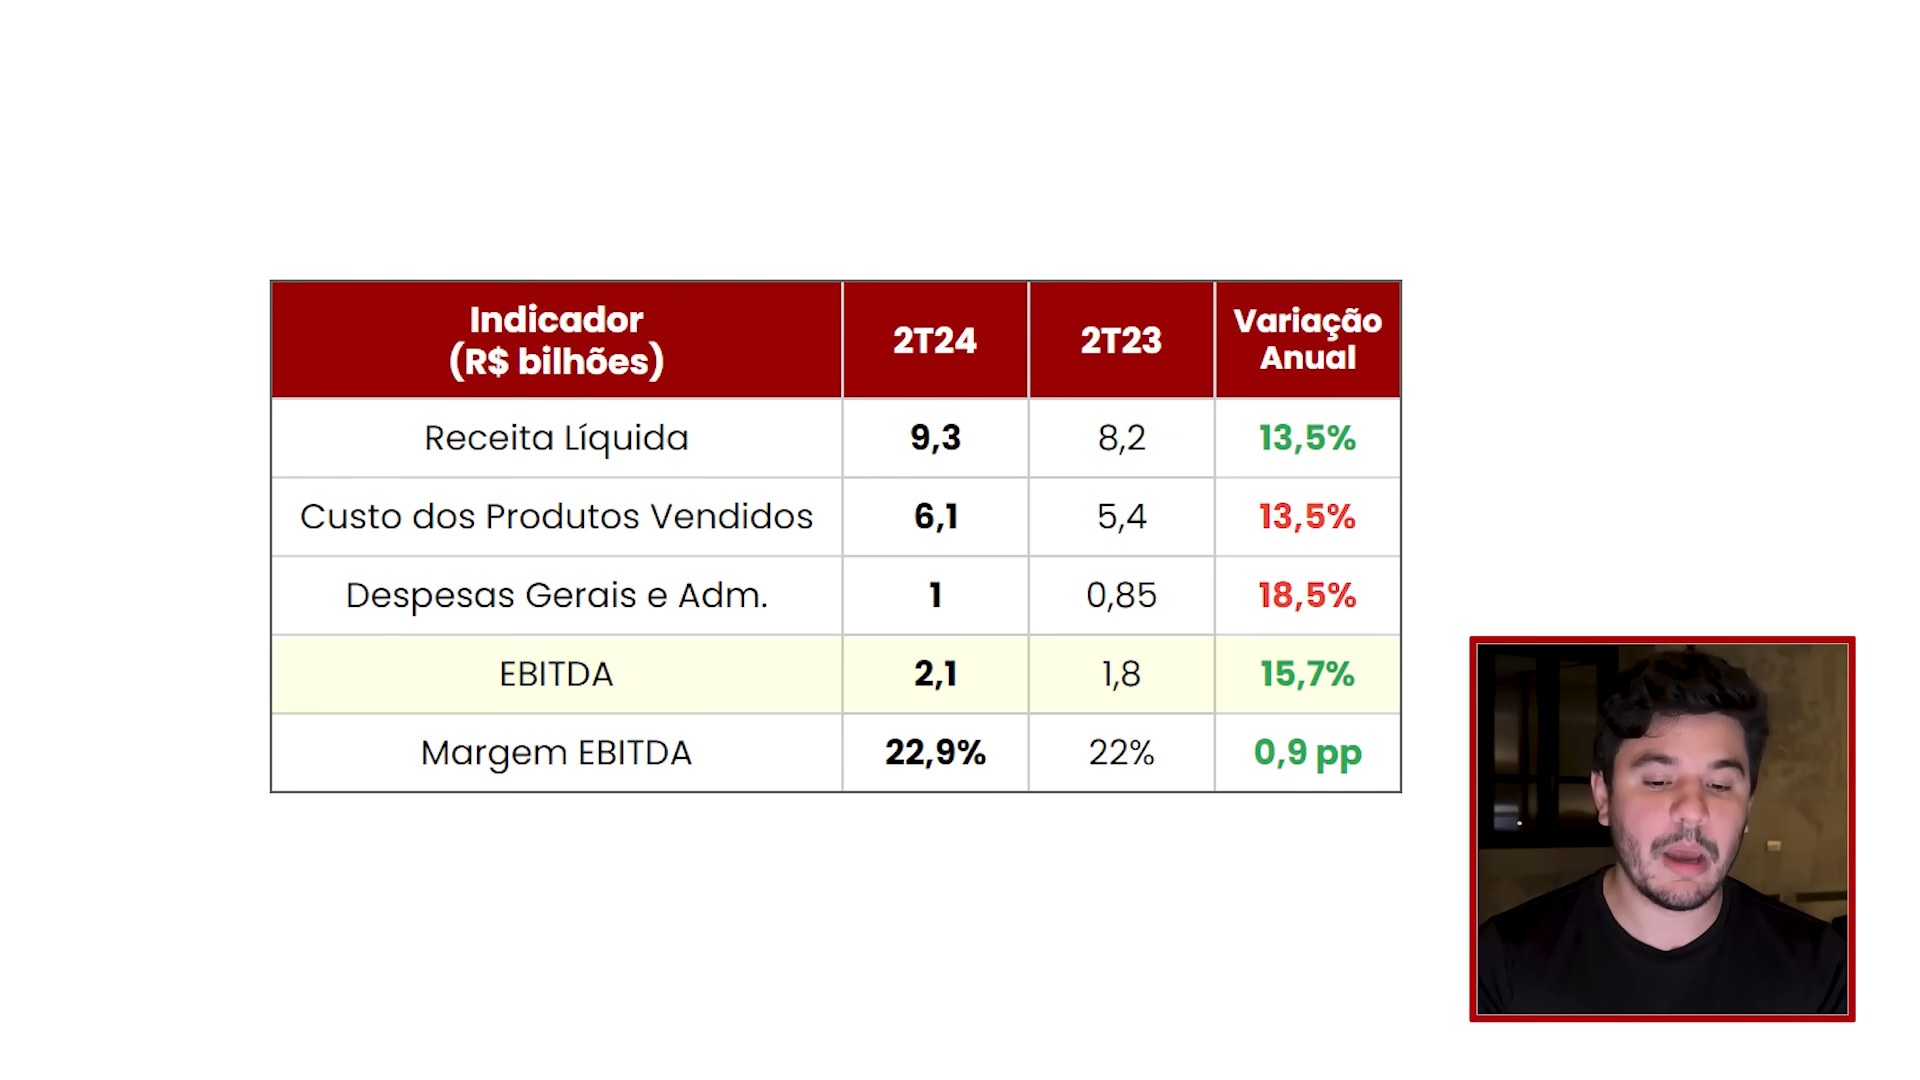 Indicador
(R$ bilhões)
2T24
2T23
Variação
Anual
Receita Líquida
9,3
8,2
13,5%
Custo dos Produtos Vendidos
6,1
5,4
13,5%
Despesas Gerais e Adm.
1
0,85
18,5%
EBITDA
2,1
1,8
15,7%
Margem EBITDA
22,9%
22%
0,9 pp